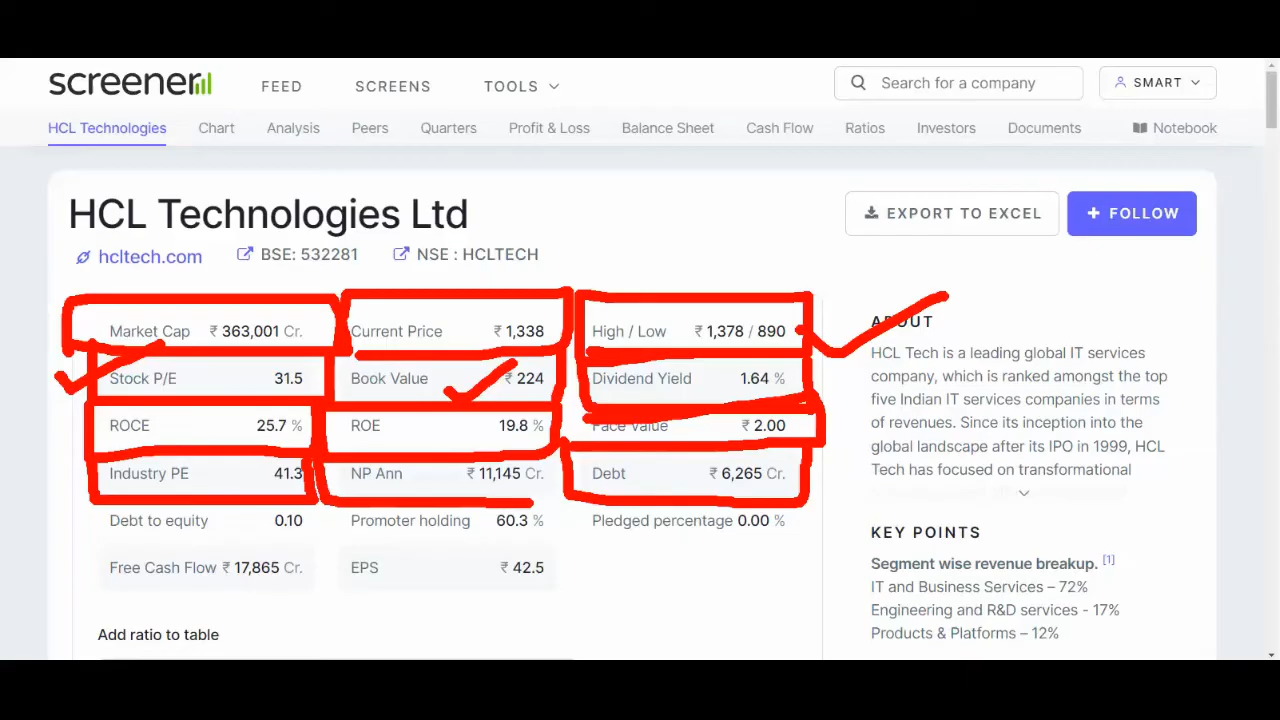 screener
FEED SCREENS TOOLS
Search for a company
SMART
HCL Technologies Chart Analysis Peers Quarters Profit & Loss Balance Sheet Cash Flow Ratios Investors Documents Notebook
HCL Technologies Ltd
EXPORT TO EXCEL
+ FOLLOW
hcltech.com BSE: 532281 NSE : HCLTECH
Market Cap ₹ 363,001 Cr.
Current Price ₹ 1,338
High / Low ₹ 1,378 / 890
Stock P/E 31.5
Book Value ₹ 224
Dividend Yield 1.64 %
ROCE 25.7 %
ROE 19.8 %
Face Value ₹ 2.00
Industry PE 41.3
NP Ann ₹ 11,145 Cr.
Debt ₹ 6,265 Cr.
Debt to equity 0.10
Promoter holding 60.3 %
Pledged percentage 0.00 %
Free Cash Flow ₹ 17,865 Cr.
EPS ₹ 42.5
Add ratio to table
ABOUT
HCL Tech is a leading global IT services
company, which is ranked amongst the top
five Indian IT services companies in terms
of revenues. Since its inception into the
global landscape after its IPO in 1999, HCL
Tech has focused on transformational
KEY POINTS
Segment wise revenue breakup. [1]
IT and Business Services – 72%
Engineering and R&D services - 17%
Products & Platforms – 12%